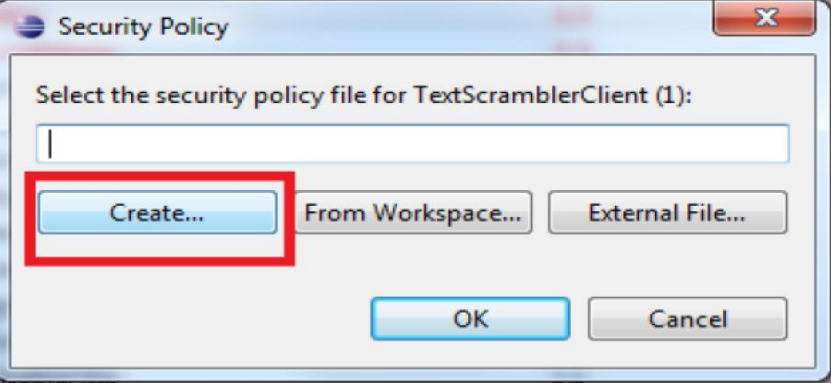 Security Policy
Select the security policy file for TextScramblerClient (1):
Create...
From Workspace...
External File...
OK
Cancel